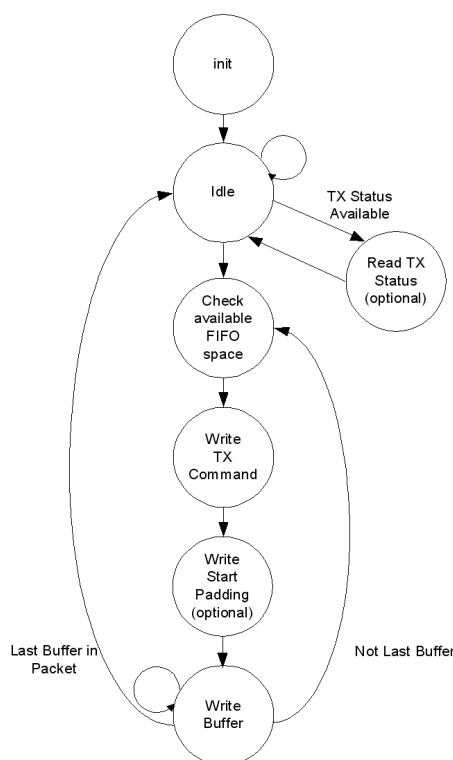 init
Idle
TX Status
Available
Read TX
Status
(optional)
Check
available
FIFO
space
Write
TX
Command
Write
Start
Padding
(optional)
Last Buffer in
Packet
Not Last Buffer
Write
Buffer